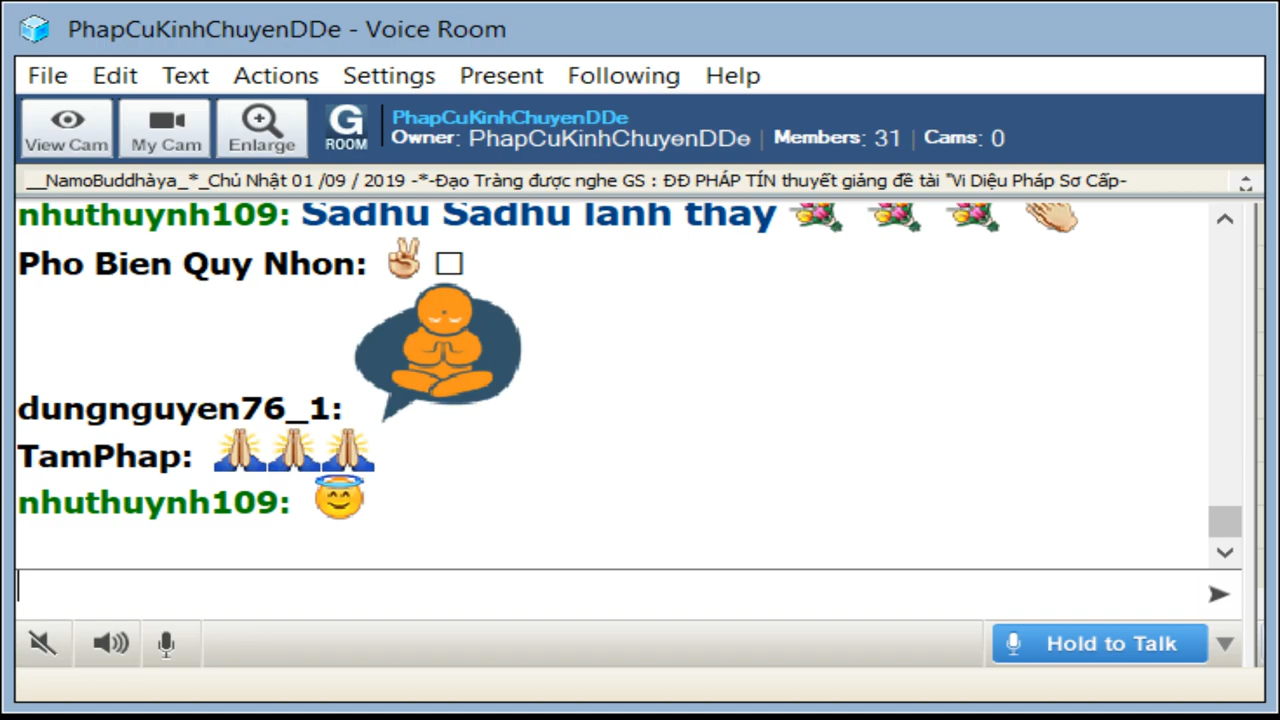 PhapCuKinhChuyenDDe - Voice Room
File Edit Text Actions Settings Present Following Help
View Cam My Cam Enlarge G ROOM
PhapCuKinhChuyenDDe
Owner: PhapCuKinhChuyenDDe | Members: 31 | Cams: 0
__NamoBuddhàya_*_Chủ Nhật 01 /09 / 2019 -*-Đạo Tràng được nghe GS : ĐĐ PHÁP TÍN thuyết giảng đề tài "Vi Diệu Pháp Sơ Cấp-
nhuthuynh109: Sadhu Sadhu lanh thay
Pho Bien Quy Nhon:
dungnguyen76_1:
TamPhap:
nhuthuynh109:
Hold to Talk